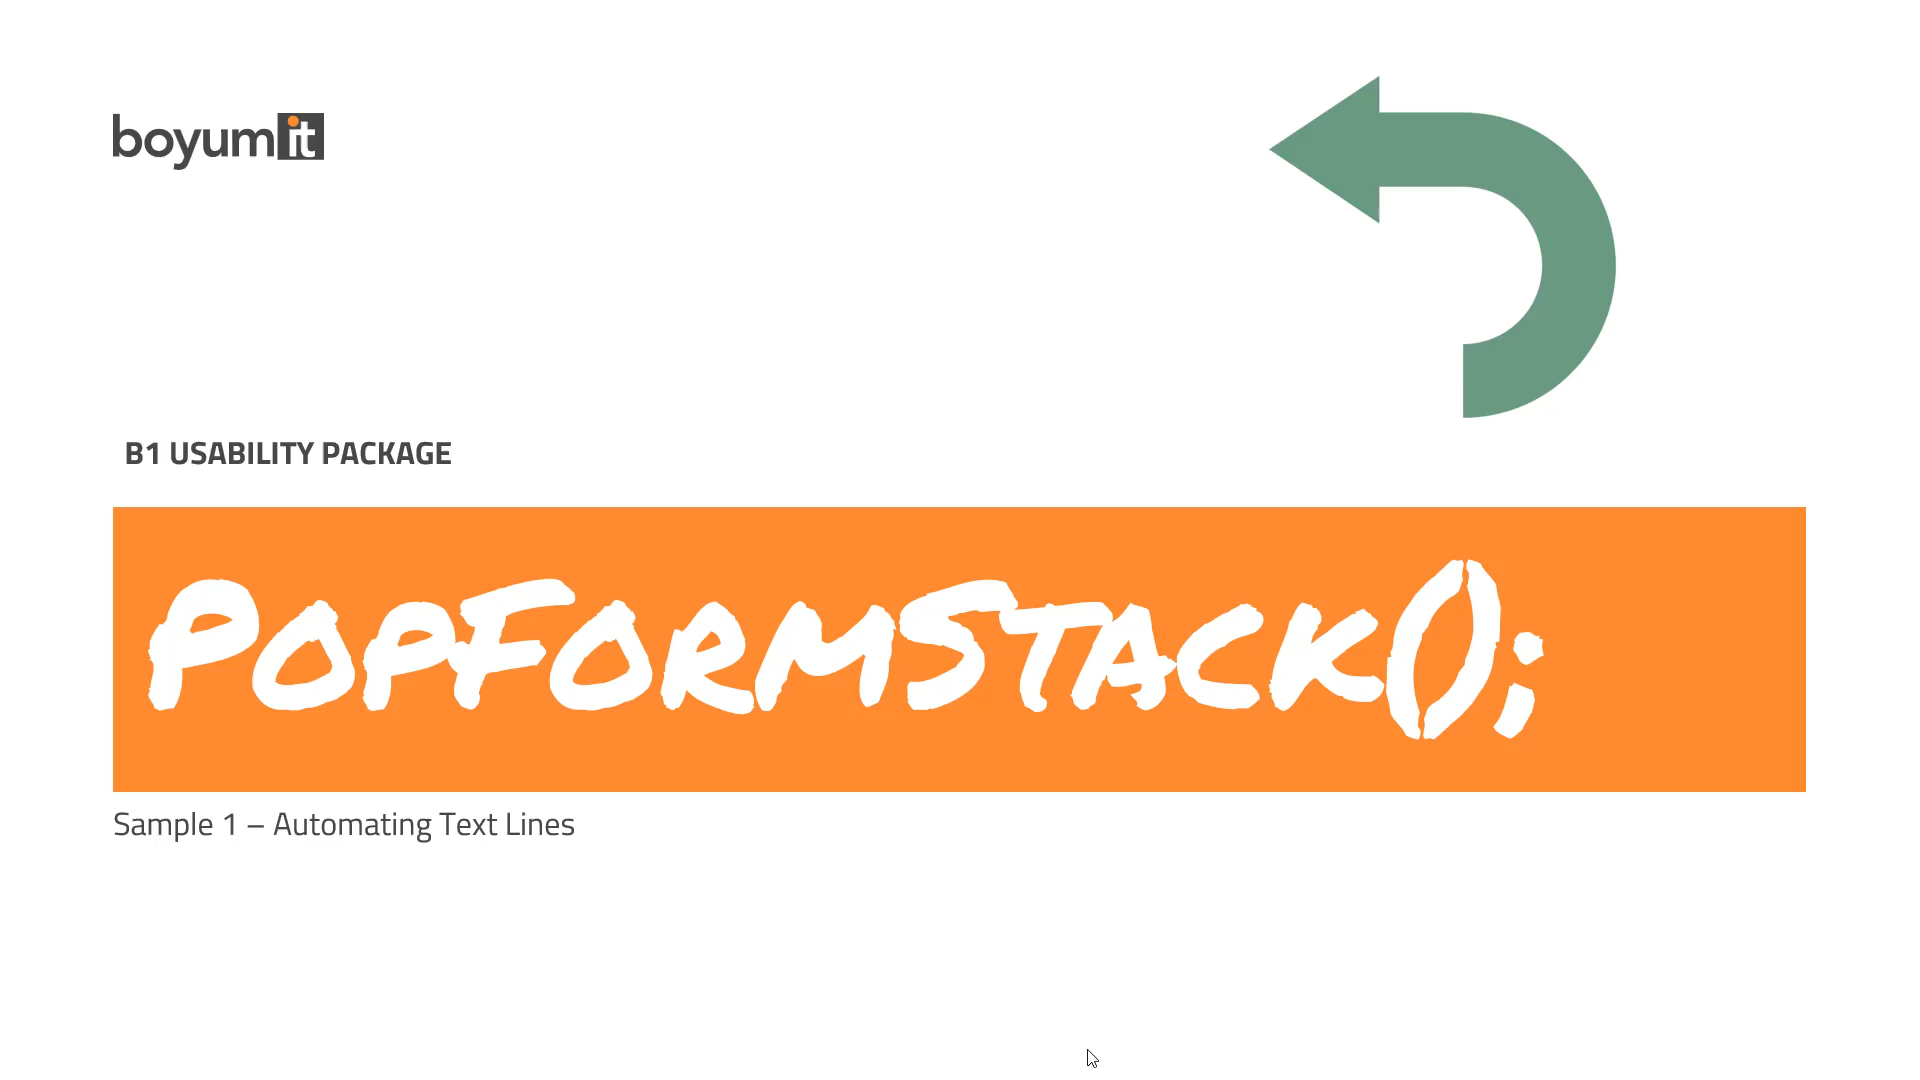 boyumit
B1 USABILITY PACKAGE
PopFormStack();
Sample 1 – Automating Text Lines